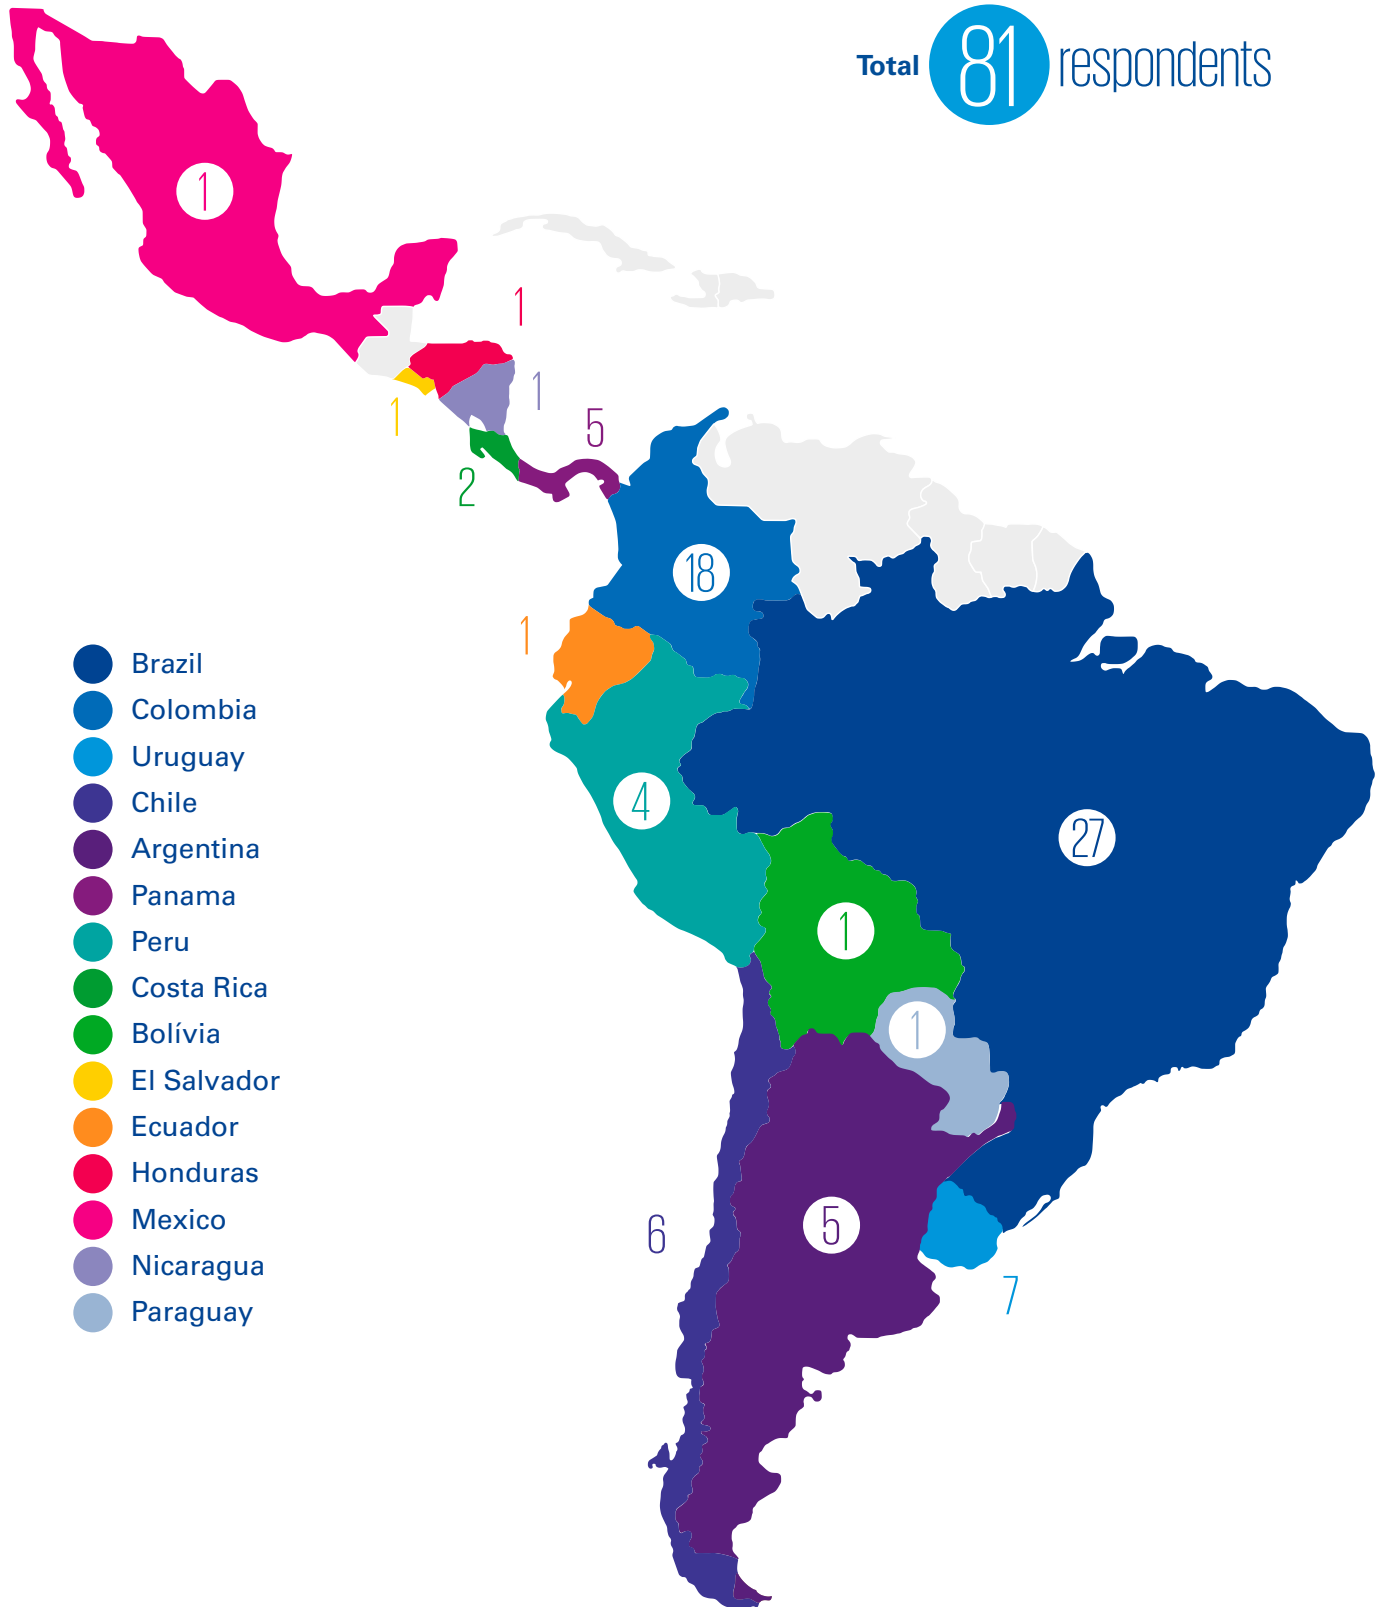 Total 81 respondents
1
1
1
1
5
2
18
1
4
27
1
1
6
5
7
Brazil
Colombia
Uruguay
Chile
Argentina
Panama
Peru
Costa Rica
Bolívia
El Salvador
Ecuador
Honduras
Mexico
Nicaragua
Paraguay